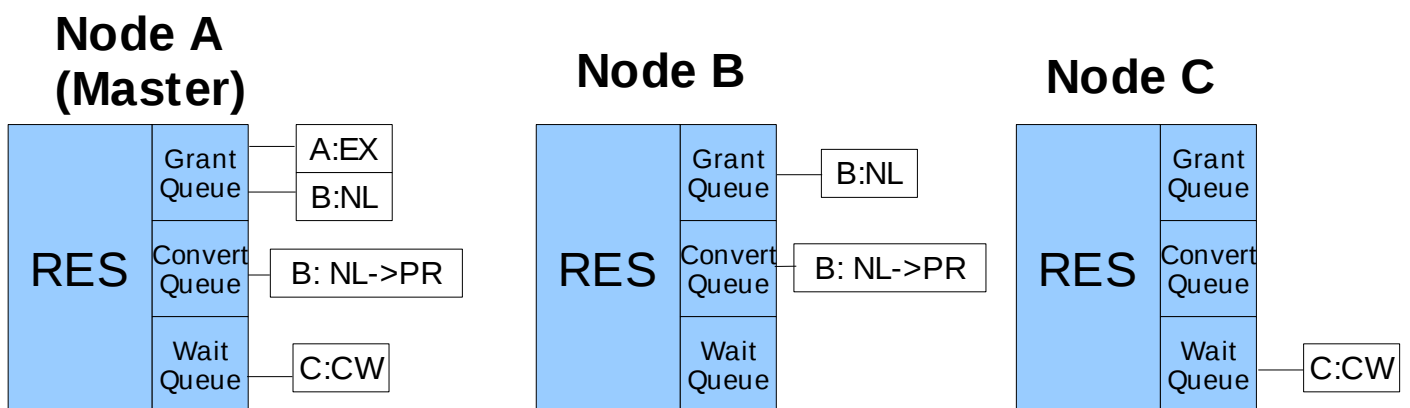 Node A
(Master)
RES
Grant
Queue
A:EX
B:NL
Convert
Queue
B: NL->PR
Wait
Queue
C:CW
Node B
RES
Grant
Queue
B:NL
Convert
Queue
B: NL->PR
Wait
Queue
Node C
RES
Grant
Queue
Convert
Queue
Wait
Queue
C:CW